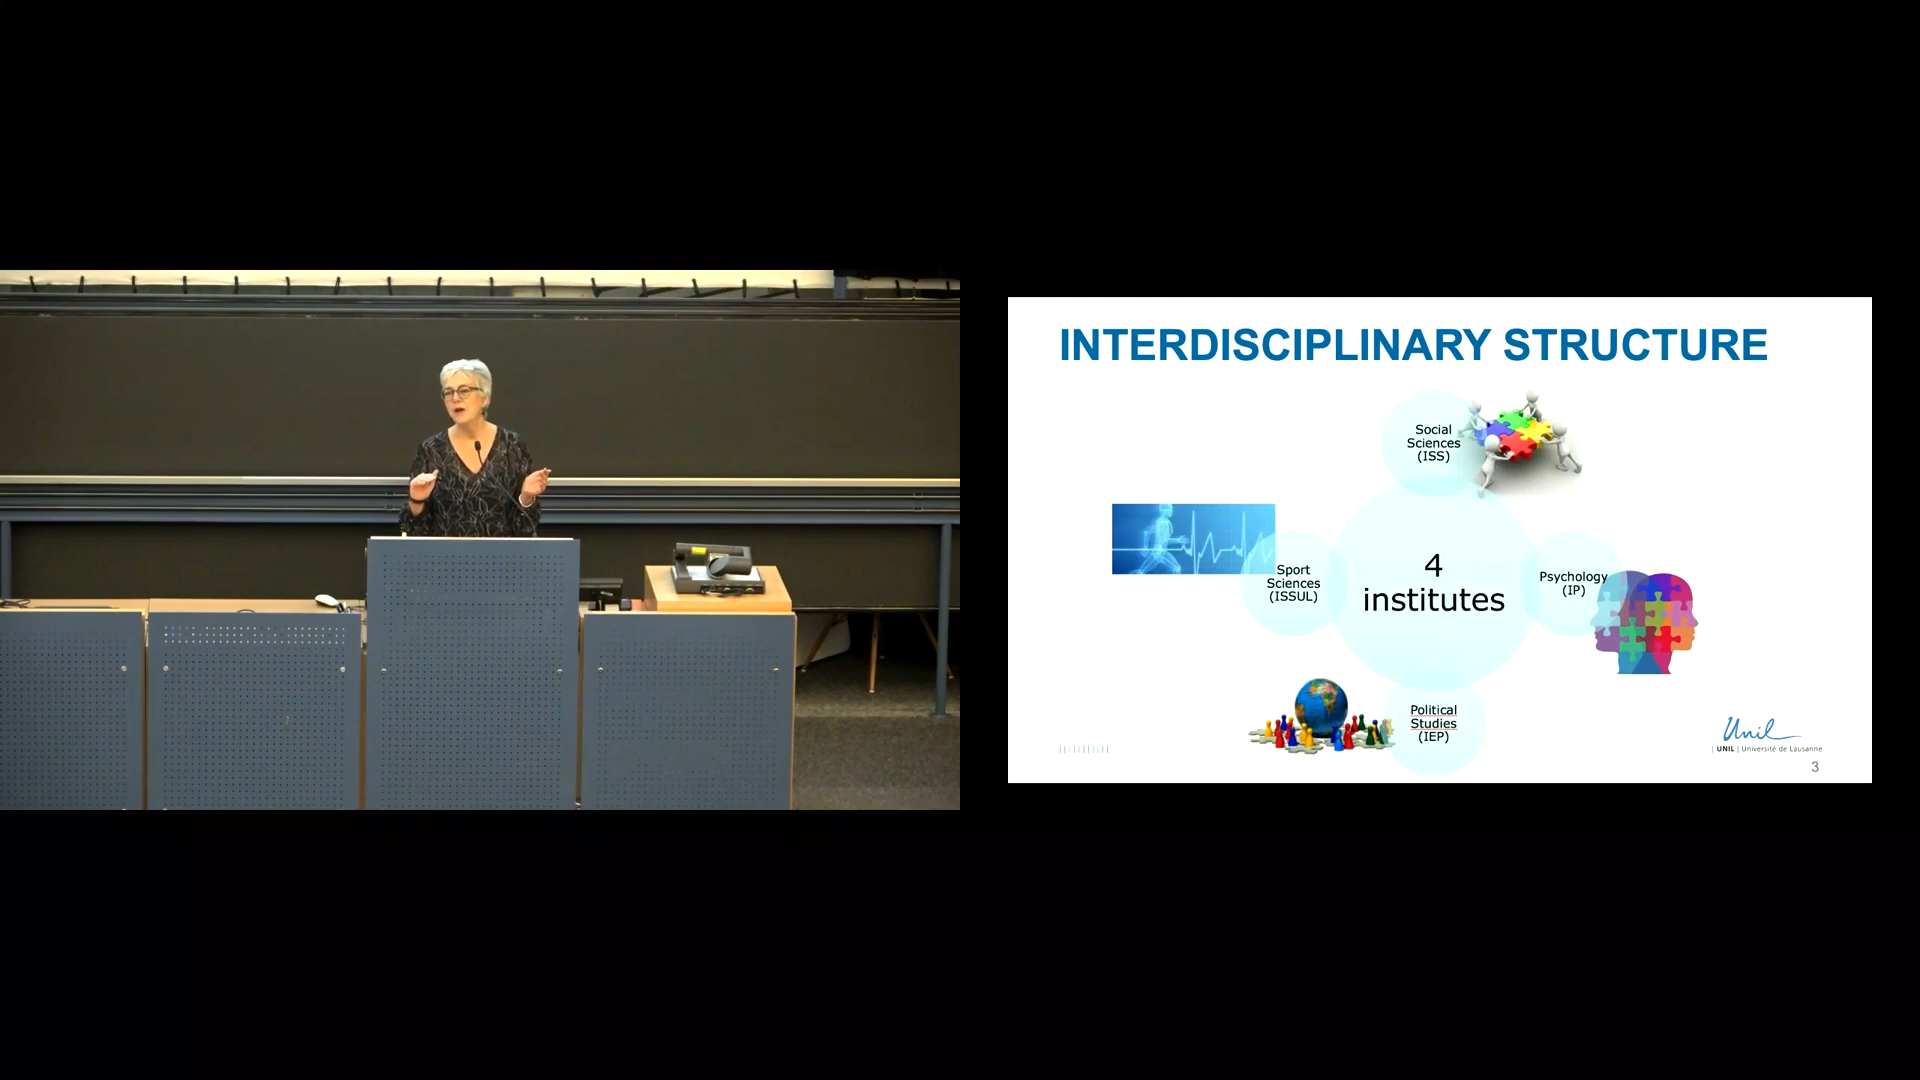 INTERDISCIPLINARY STRUCTURE
Social
Sciences
(ISS)
Sport
Sciences
(ISSUL)
4
institutes
Psychology
(IP)
Political
Studies
(IEP)
Unil
| UNIL | Université de Lausanne
3